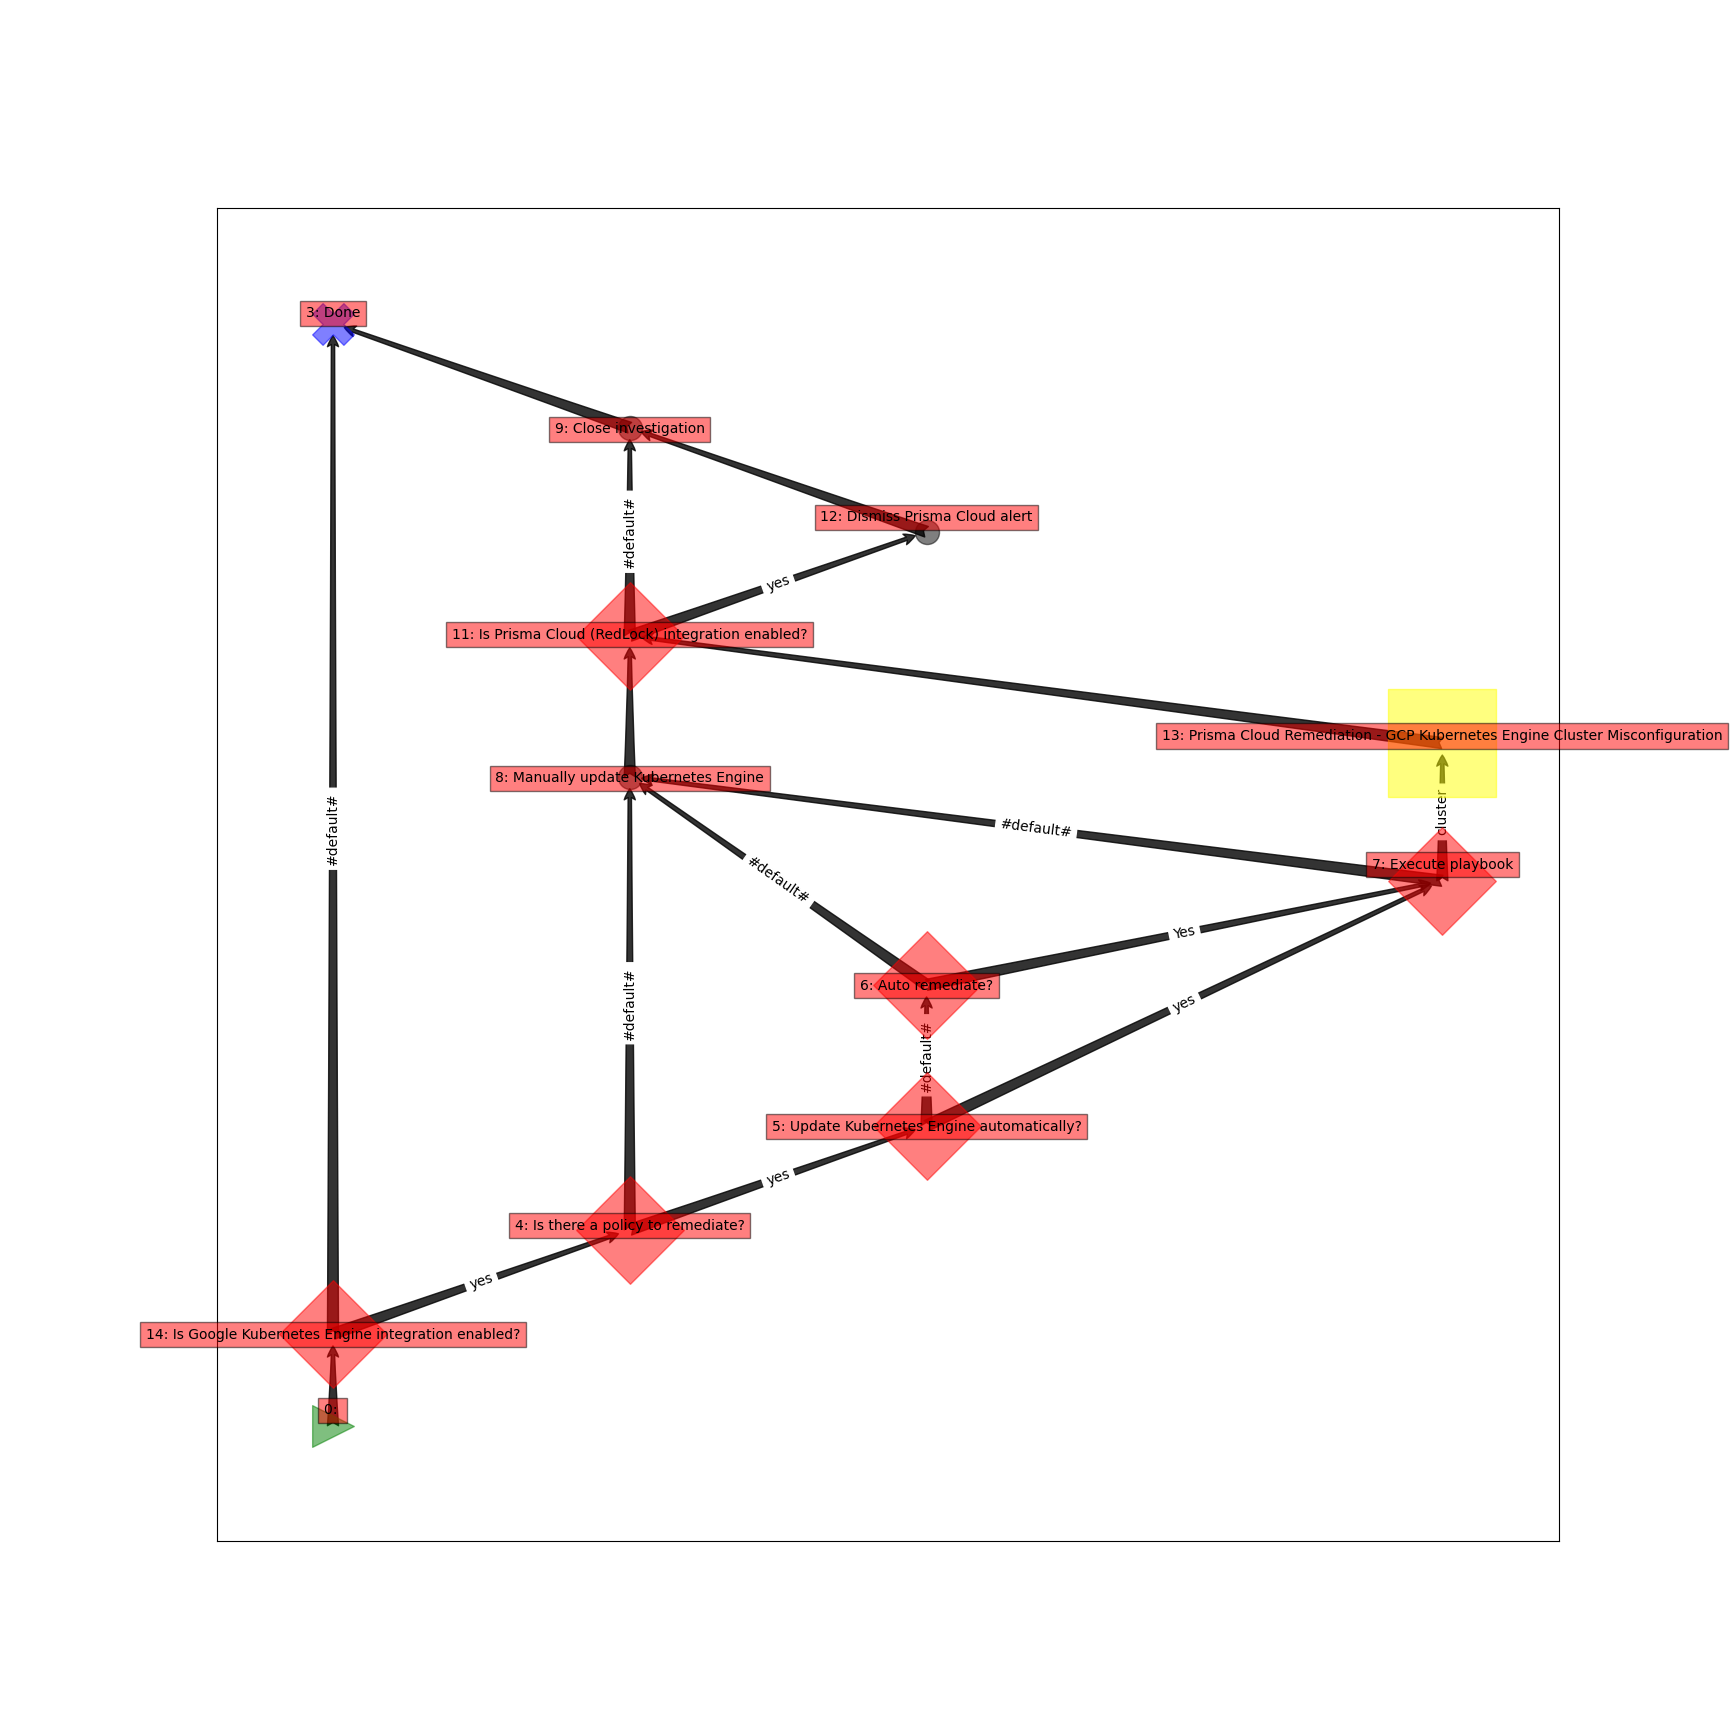 3: Done
9: Close investigation
12: Dismiss Prisma Cloud alert
#default#
yes
11: Is Prisma Cloud (RedLock) integration enabled?
13: Prisma Cloud Remediation - GCP Kubernetes Engine Cluster Misconfiguration
8: Manually update Kubernetes Engine
cluster
#default#
#default#
7: Execute playbook
#default#
Yes
6: Auto remediate?
#default#
yes
#default#
5: Update Kubernetes Engine automatically?
yes
4: Is there a policy to remediate?
yes
14: Is Google Kubernetes Engine integration enabled?
0: